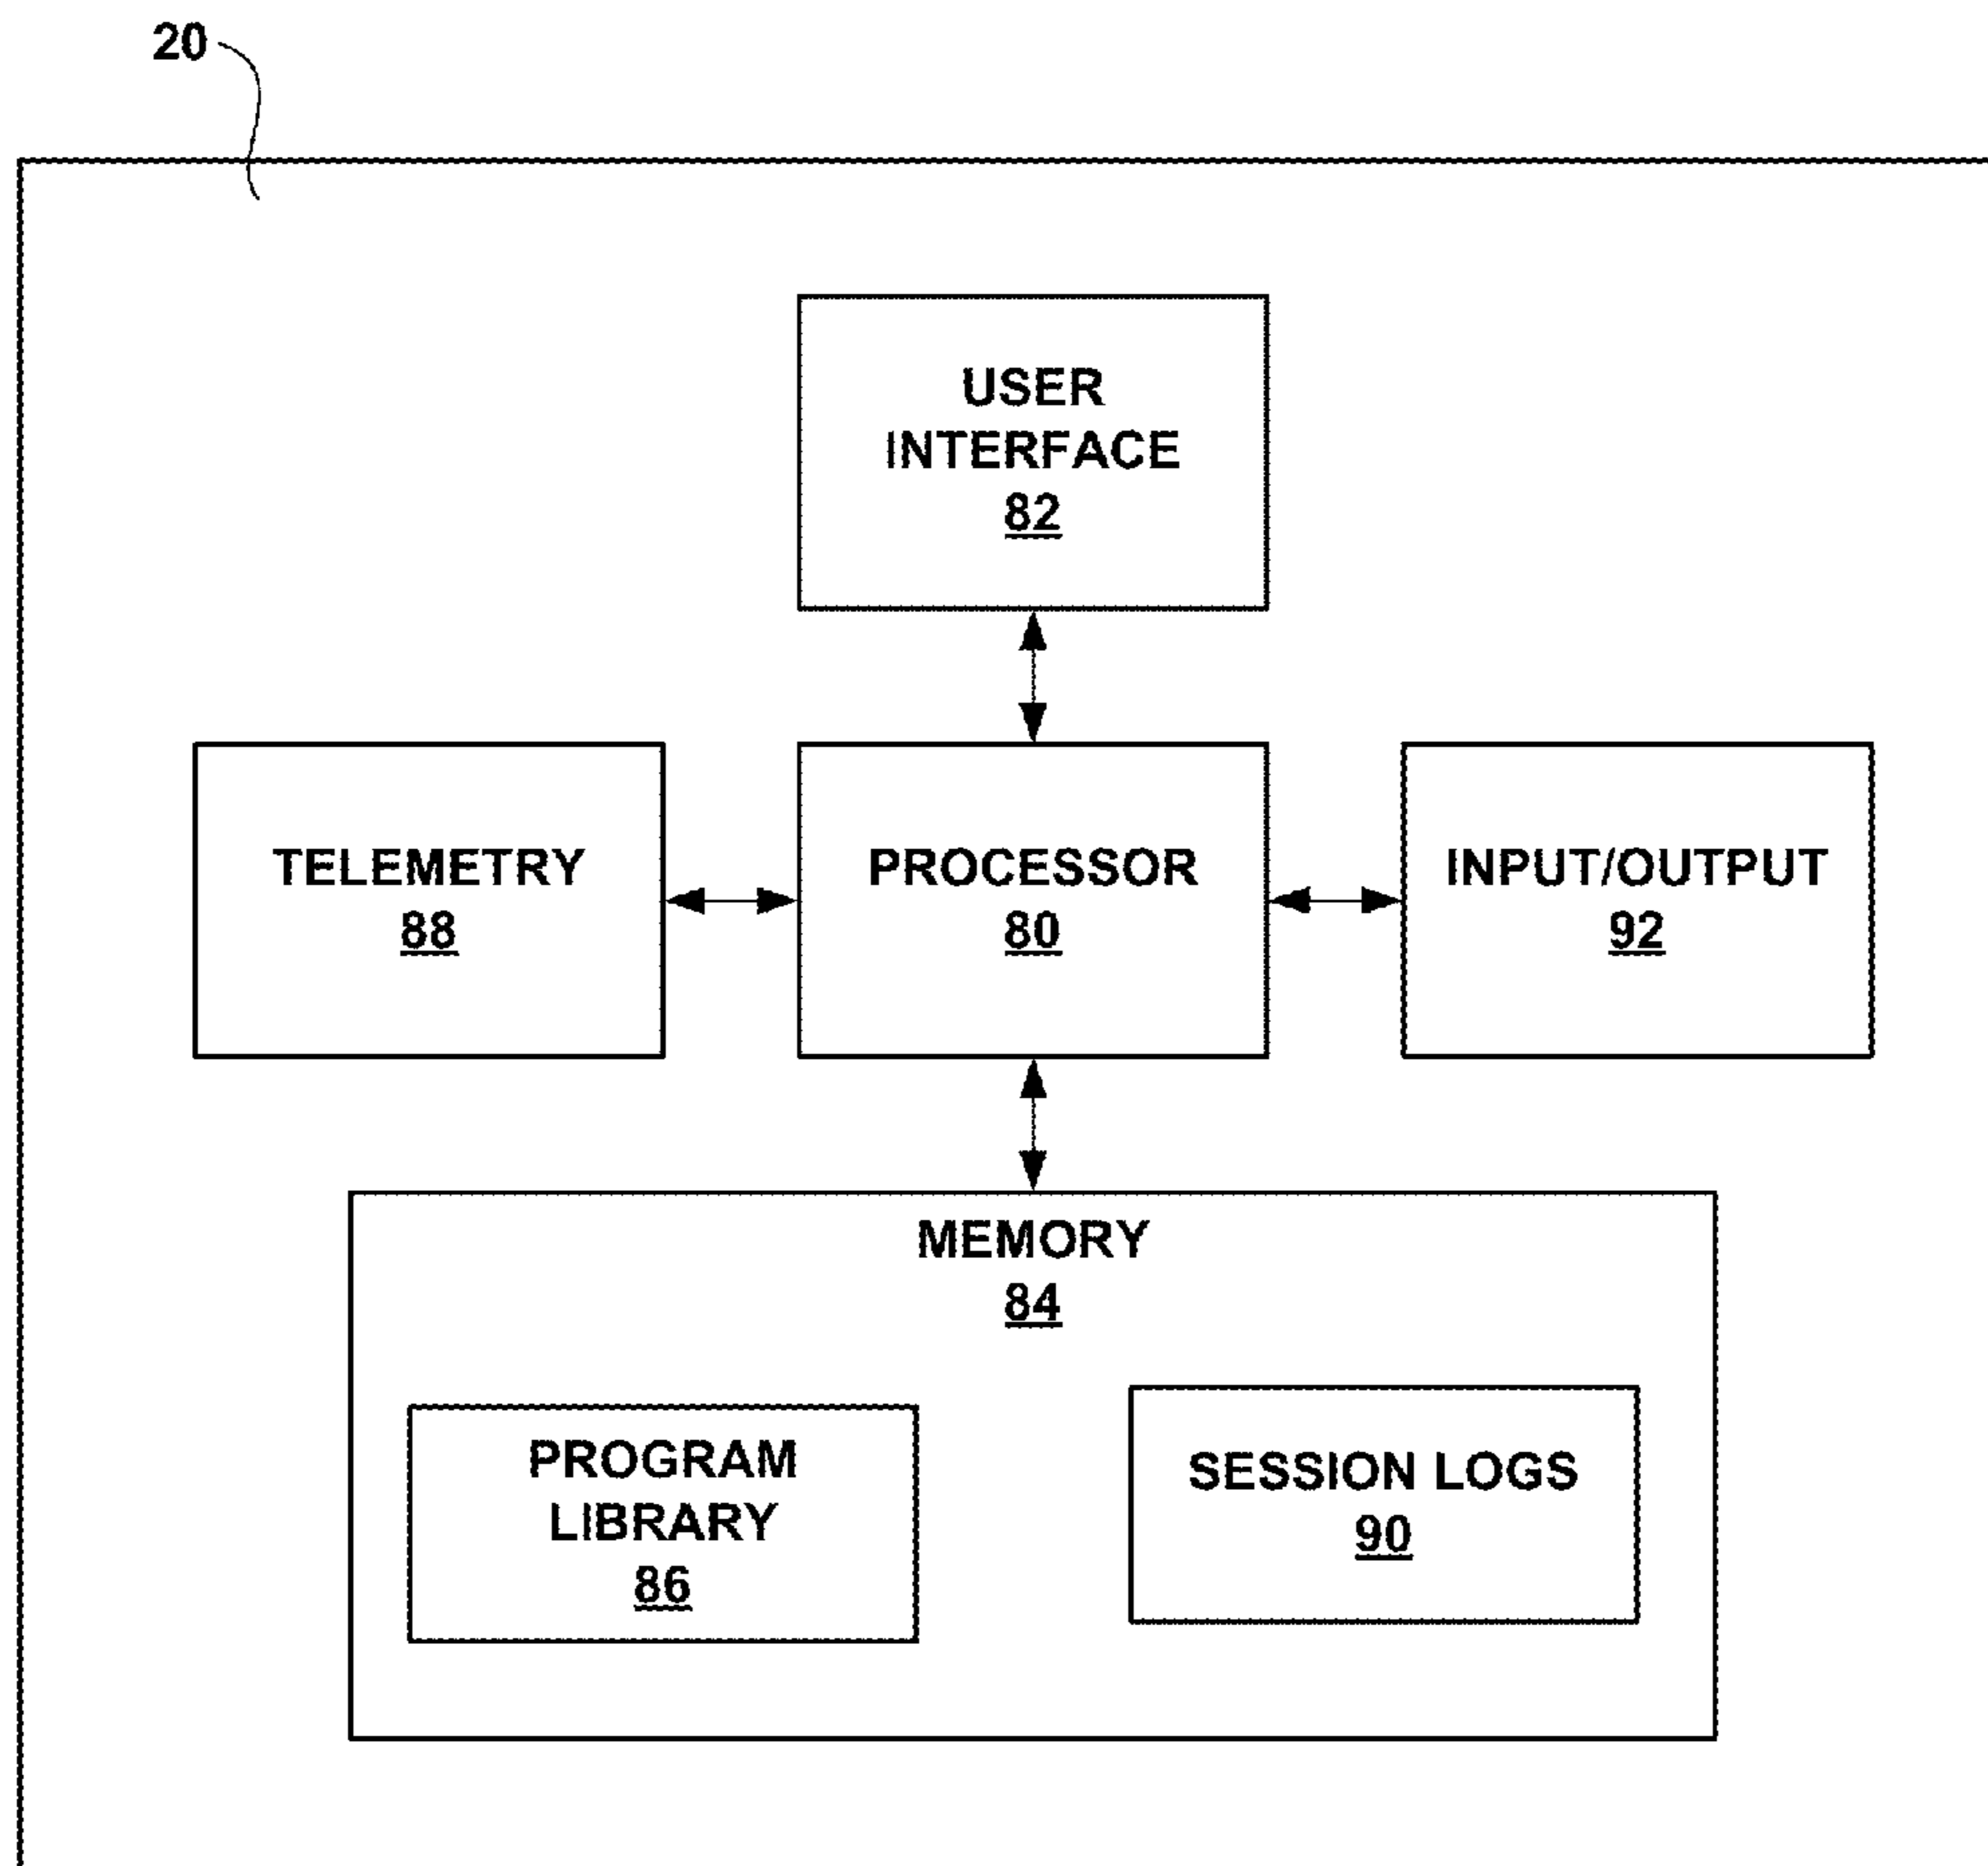 20
USER
INTERFACE
82
TELEMETRY
88
PROCESSOR
80
INPUT/OUTPUT
92
MEMORY
84
PROGRAM
LIBRARY
86
SESSION LOGS
90